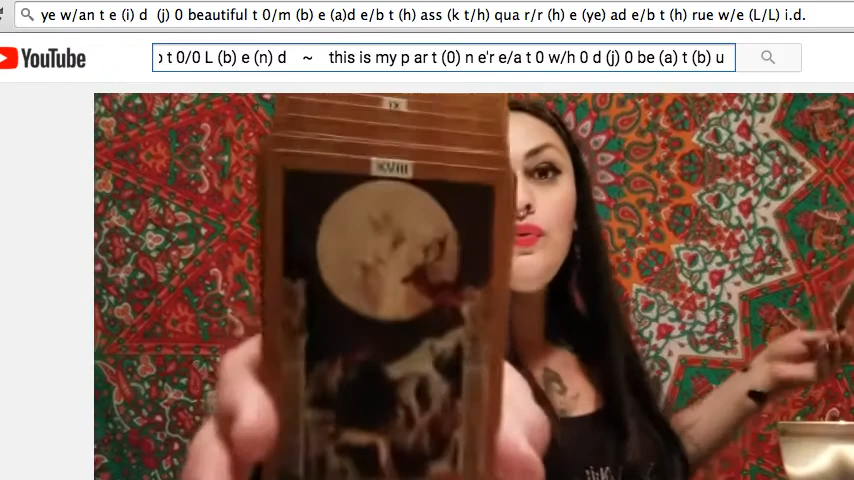 ye w/an t e (i) d (j) 0 beautiful t 0/m (b) e (a)d e/b t (h) ass (k t/h) qua r/r (h) e (ye) ad e/b t (h) rue w/e (L/L) i.d.
YouTube
t 0/0 L (b) e (n) d ~ this is my p ar t (0) n e'r e/a t 0 w/h 0 d (j) 0 be (a) t (b) u
IX
XVIII